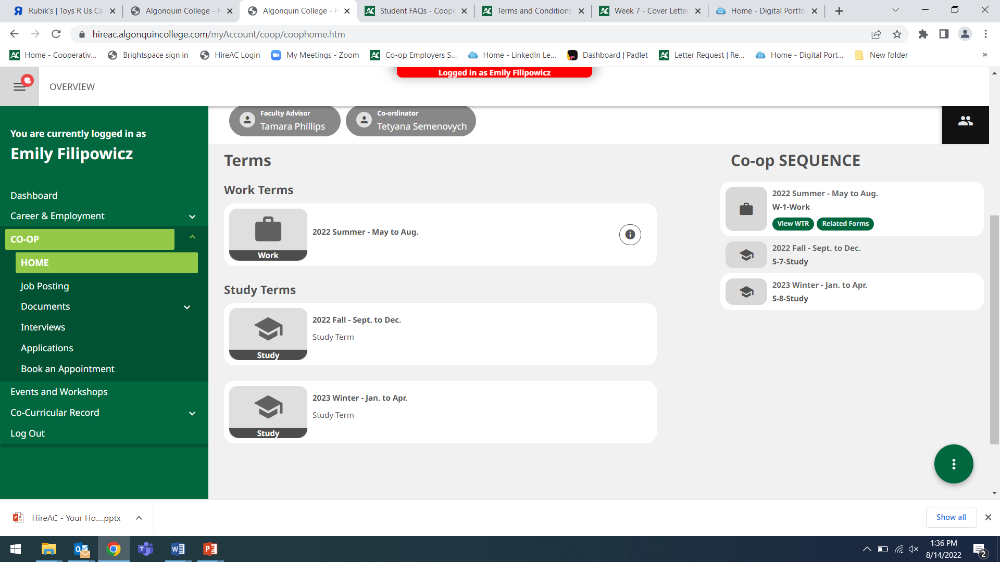 Rubik's | Toys R Us Ca
Algonquin College - H
Algonquin College - H
Student FAQs - Coope
Terms and Conditions
Week 7 - Cover Letter
Home - Digital Portfo
hireac.algonquincollege.com/myAccount/coop/coophome.htm
Home - Cooperativ...
Brightspace sign in
HireAC Login
My Meetings - Zoom
Co-op Employers S...
Home - LinkedIn Le...
Dashboard | Padlet
Letter Request | Re...
Home - Digital Port...
New folder
»
Logged in as Emily Filipowicz
OVERVIEW
You are currently logged in as
Emily Filipowicz
Dashboard
Career & Employment
CO-OP
HOME
Job Posting
Documents
Interviews
Applications
Book an Appointment
Events and Workshops
Co-Curricular Record
Log Out
Faculty Advisor
Tamara Phillips
Co-ordinator
Tetyana Semenovych
Terms
Work Terms
2022 Summer - May to Aug.
Work
Study Terms
2022 Fall - Sept. to Dec.
Study Term
Study
2023 Winter - Jan. to Apr.
Study Term
Study
Co-op SEQUENCE
2022 Summer - May to Aug.
W-1-Work
View WTR
Related Forms
2022 Fall - Sept. to Dec.
S-7-Study
2023 Winter - Jan. to Apr.
S-8-Study
HireAC - Your Ho....pptx
Show all
1:36 PM
8/14/2022
2